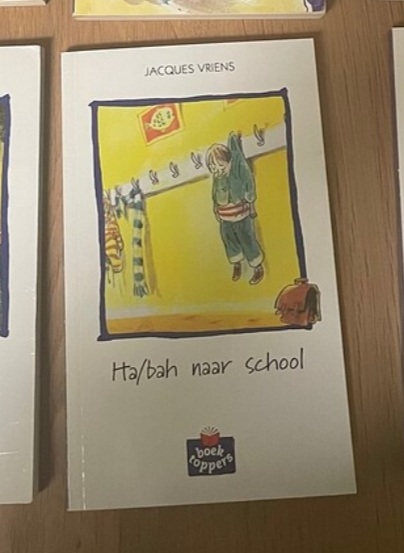 JACQUES VRIENS
Ha/bah naar school
boek
toppers